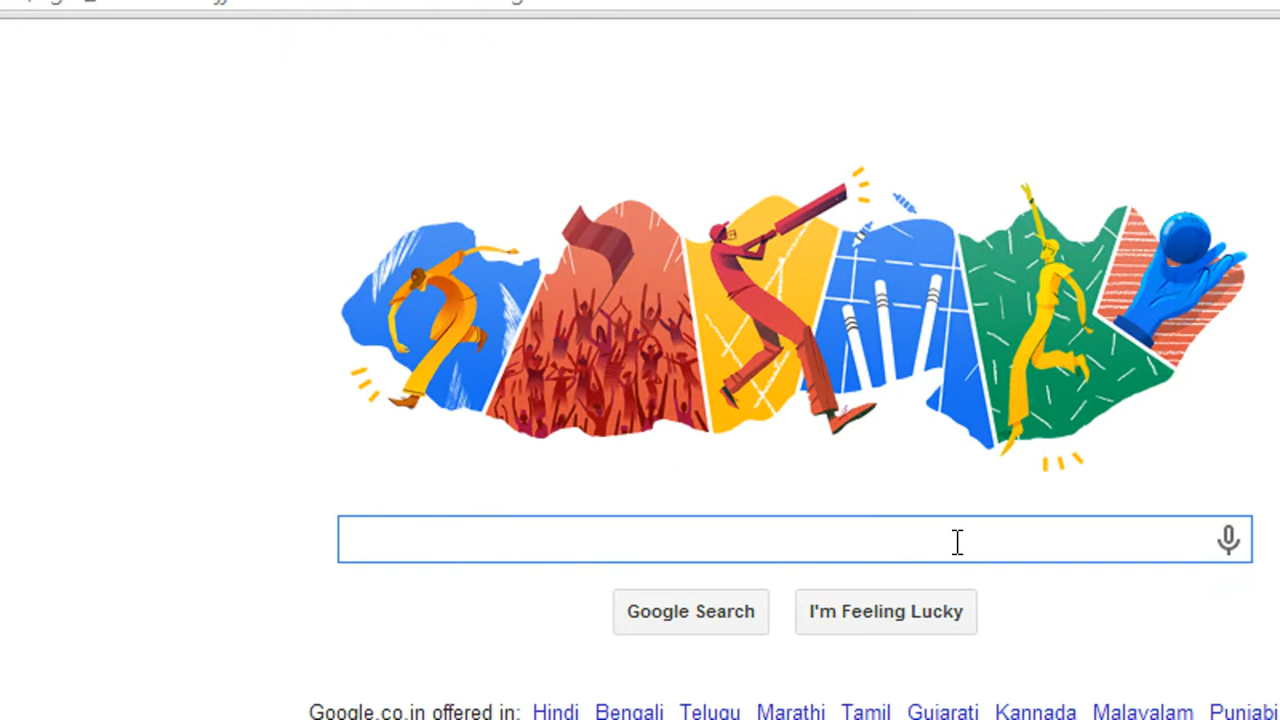 Google Search I'm Feeling Lucky
Google.co.in offered in: Hindi Bengali Telugu Marathi Tamil Gujarati Kannada Malayalam Punjabi